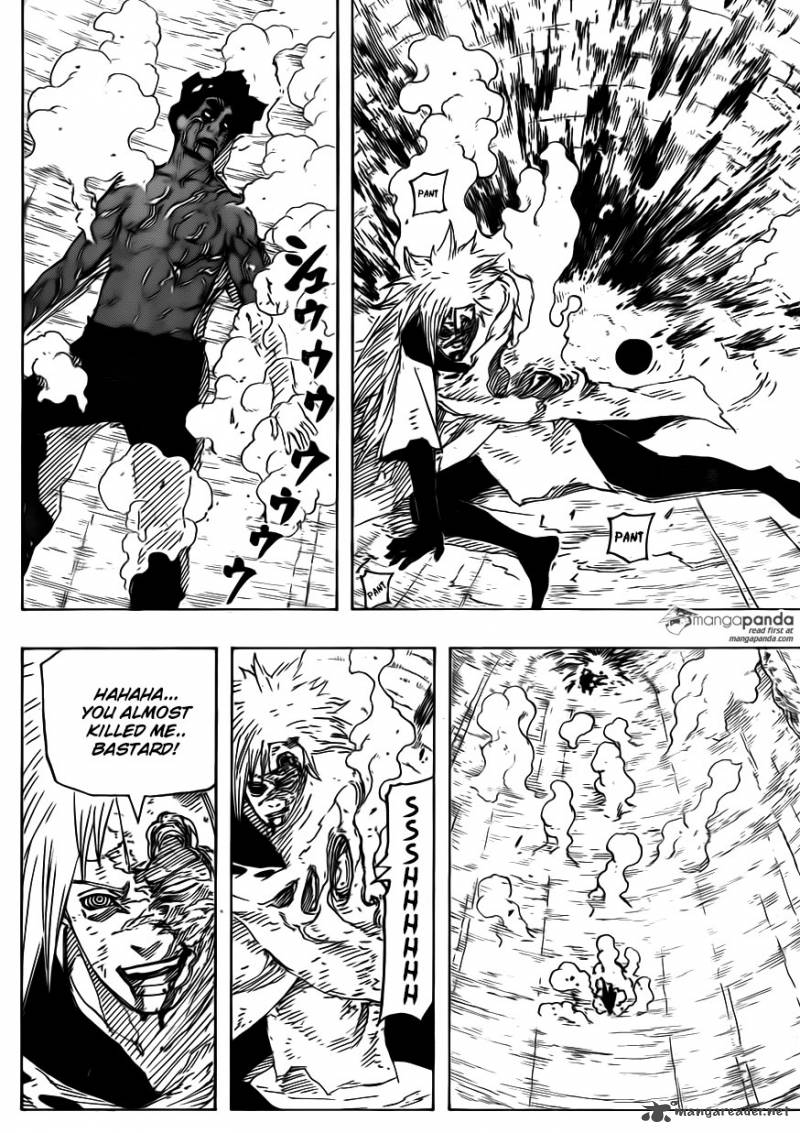 PANT
シュウウウウウウウ
PANT
PANT
mangapanda
read first at
mangapanda.com
HAHAHA...
YOU ALMOST
KILLED ME..
BASTARD!
SSSHHHHHH
mangareader.net